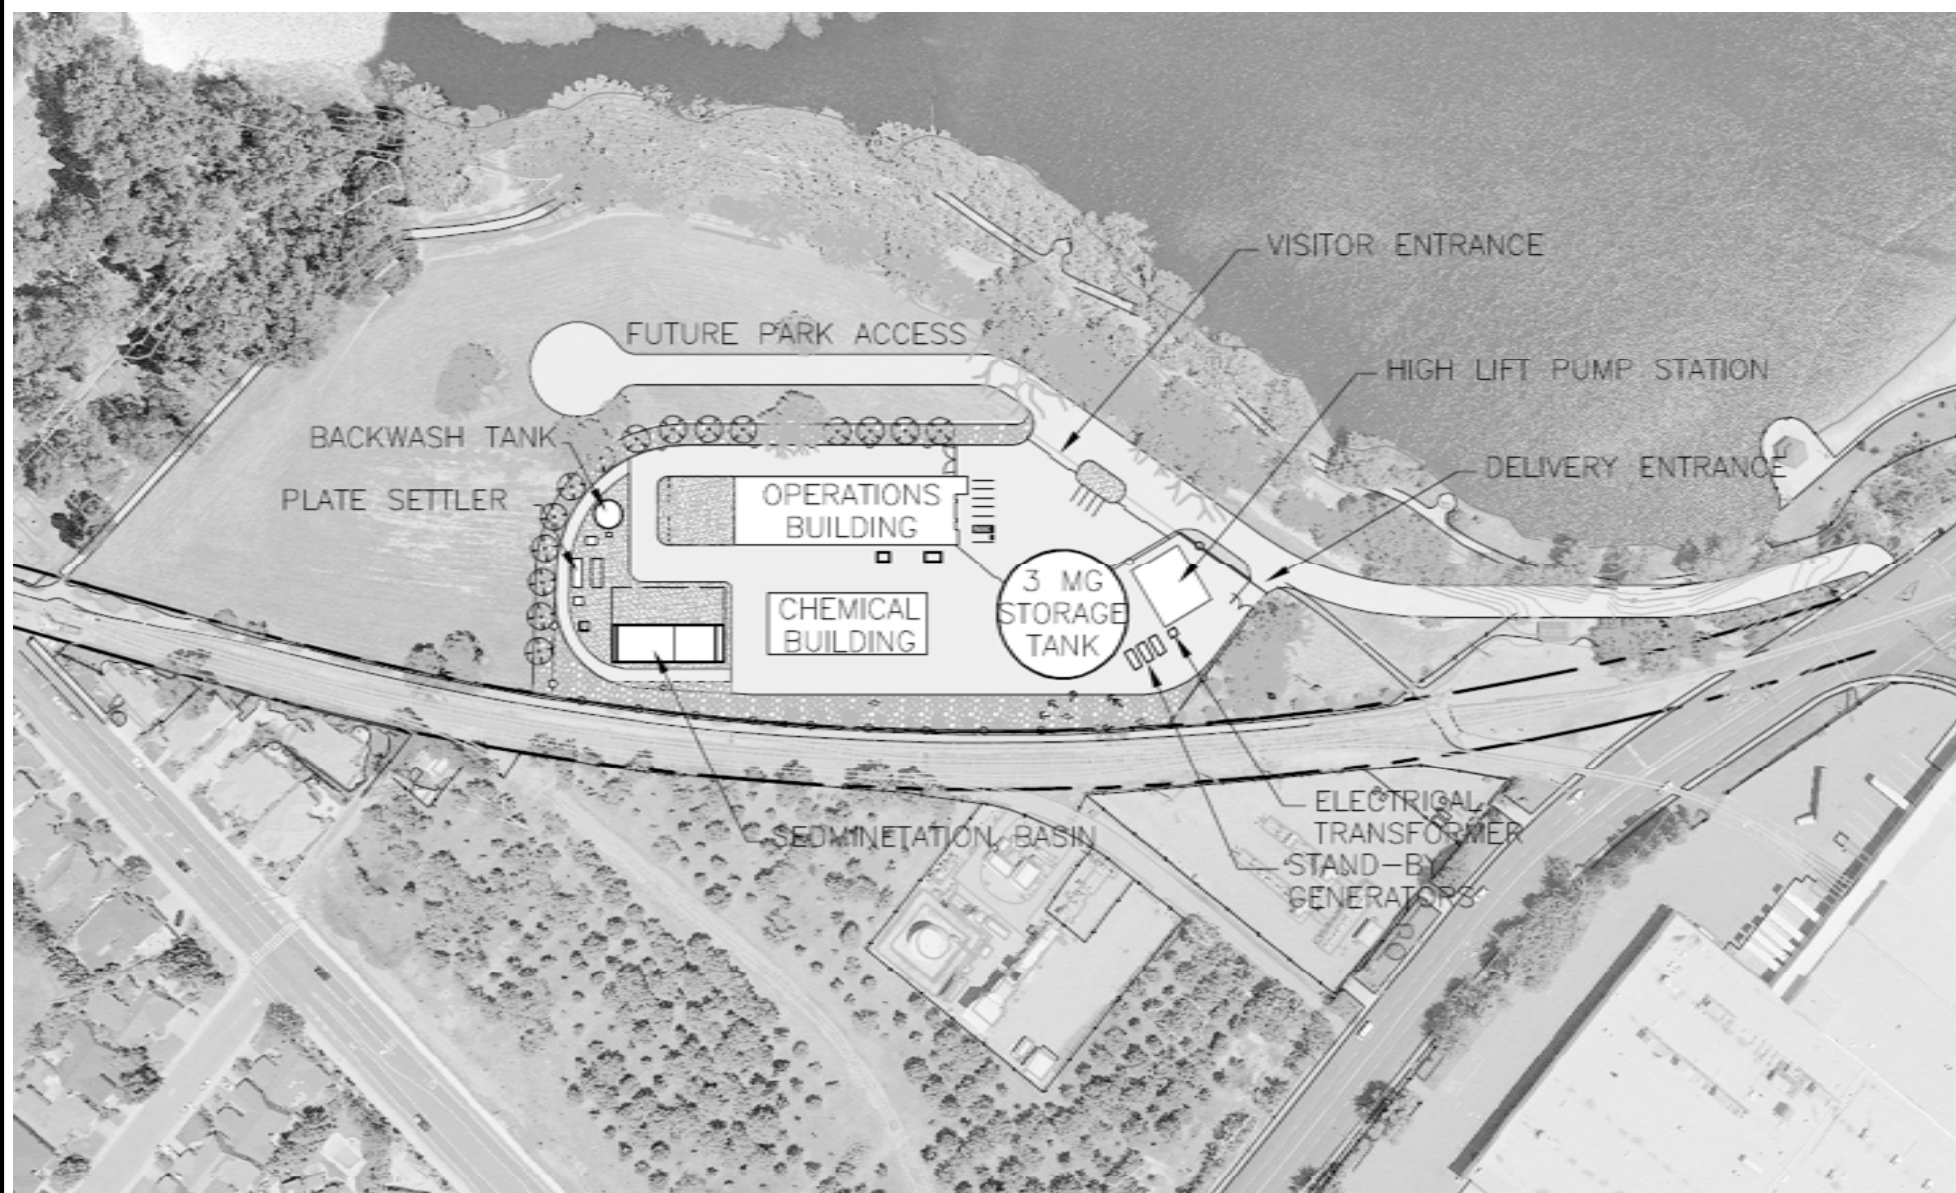 VISITOR ENTRANCE
FUTURE PARK ACCESS
HIGH LIFT PUMP STATION
BACKWASH TANK
DELIVERY ENTRANCE
PLATE SETTLER
OPERATIONS
BUILDING
3 MG
STORAGE
TANK
CHEMICAL
BUILDING
ELECTRICAL
TRANSFORMER
SEDMINETATION BASIN
STAND-BY
GENERATORS